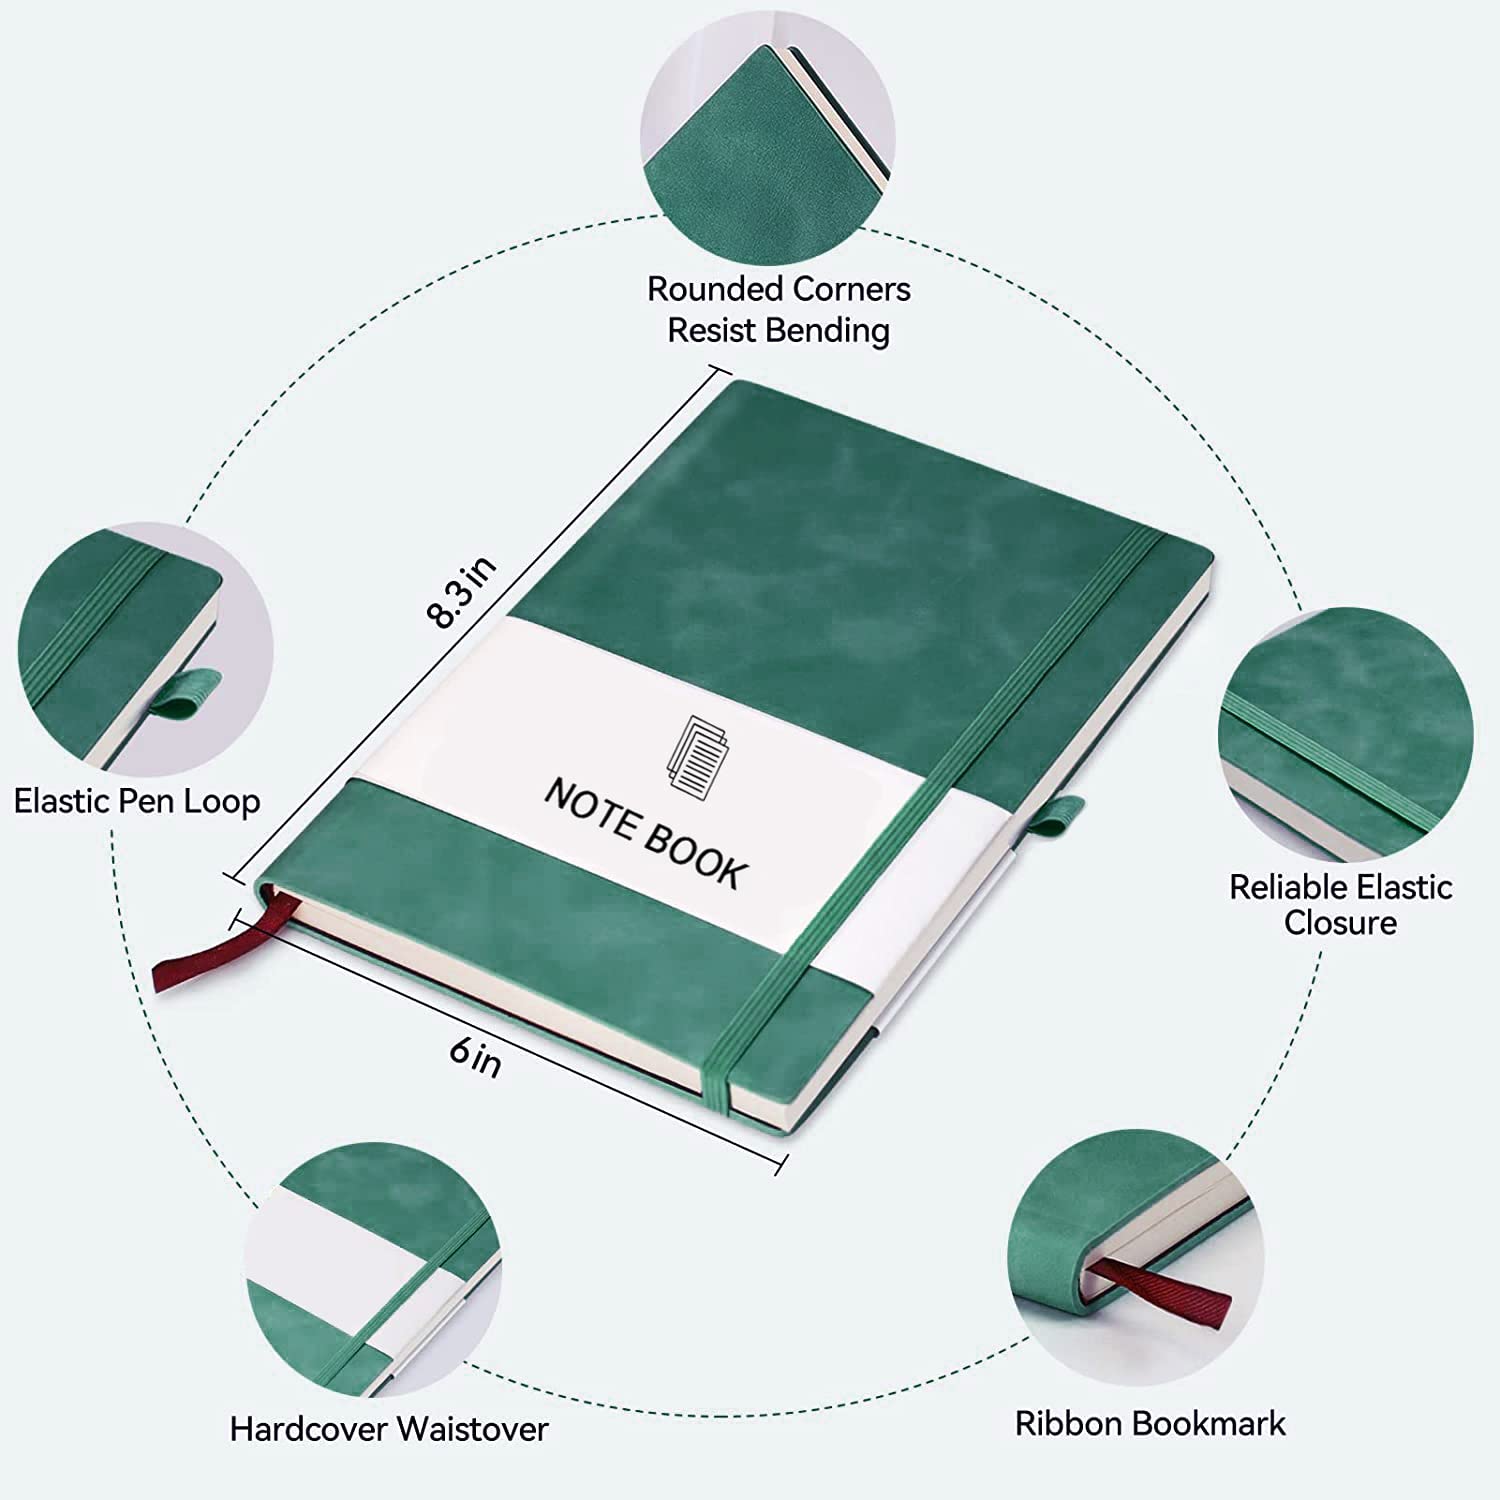 Rounded Corners
Resist Bending
8.3in
Elastic Pen Loop
NOTE BOOK
Reliable Elastic
Closure
6in
Hardcover Waistover
Ribbon Bookmark